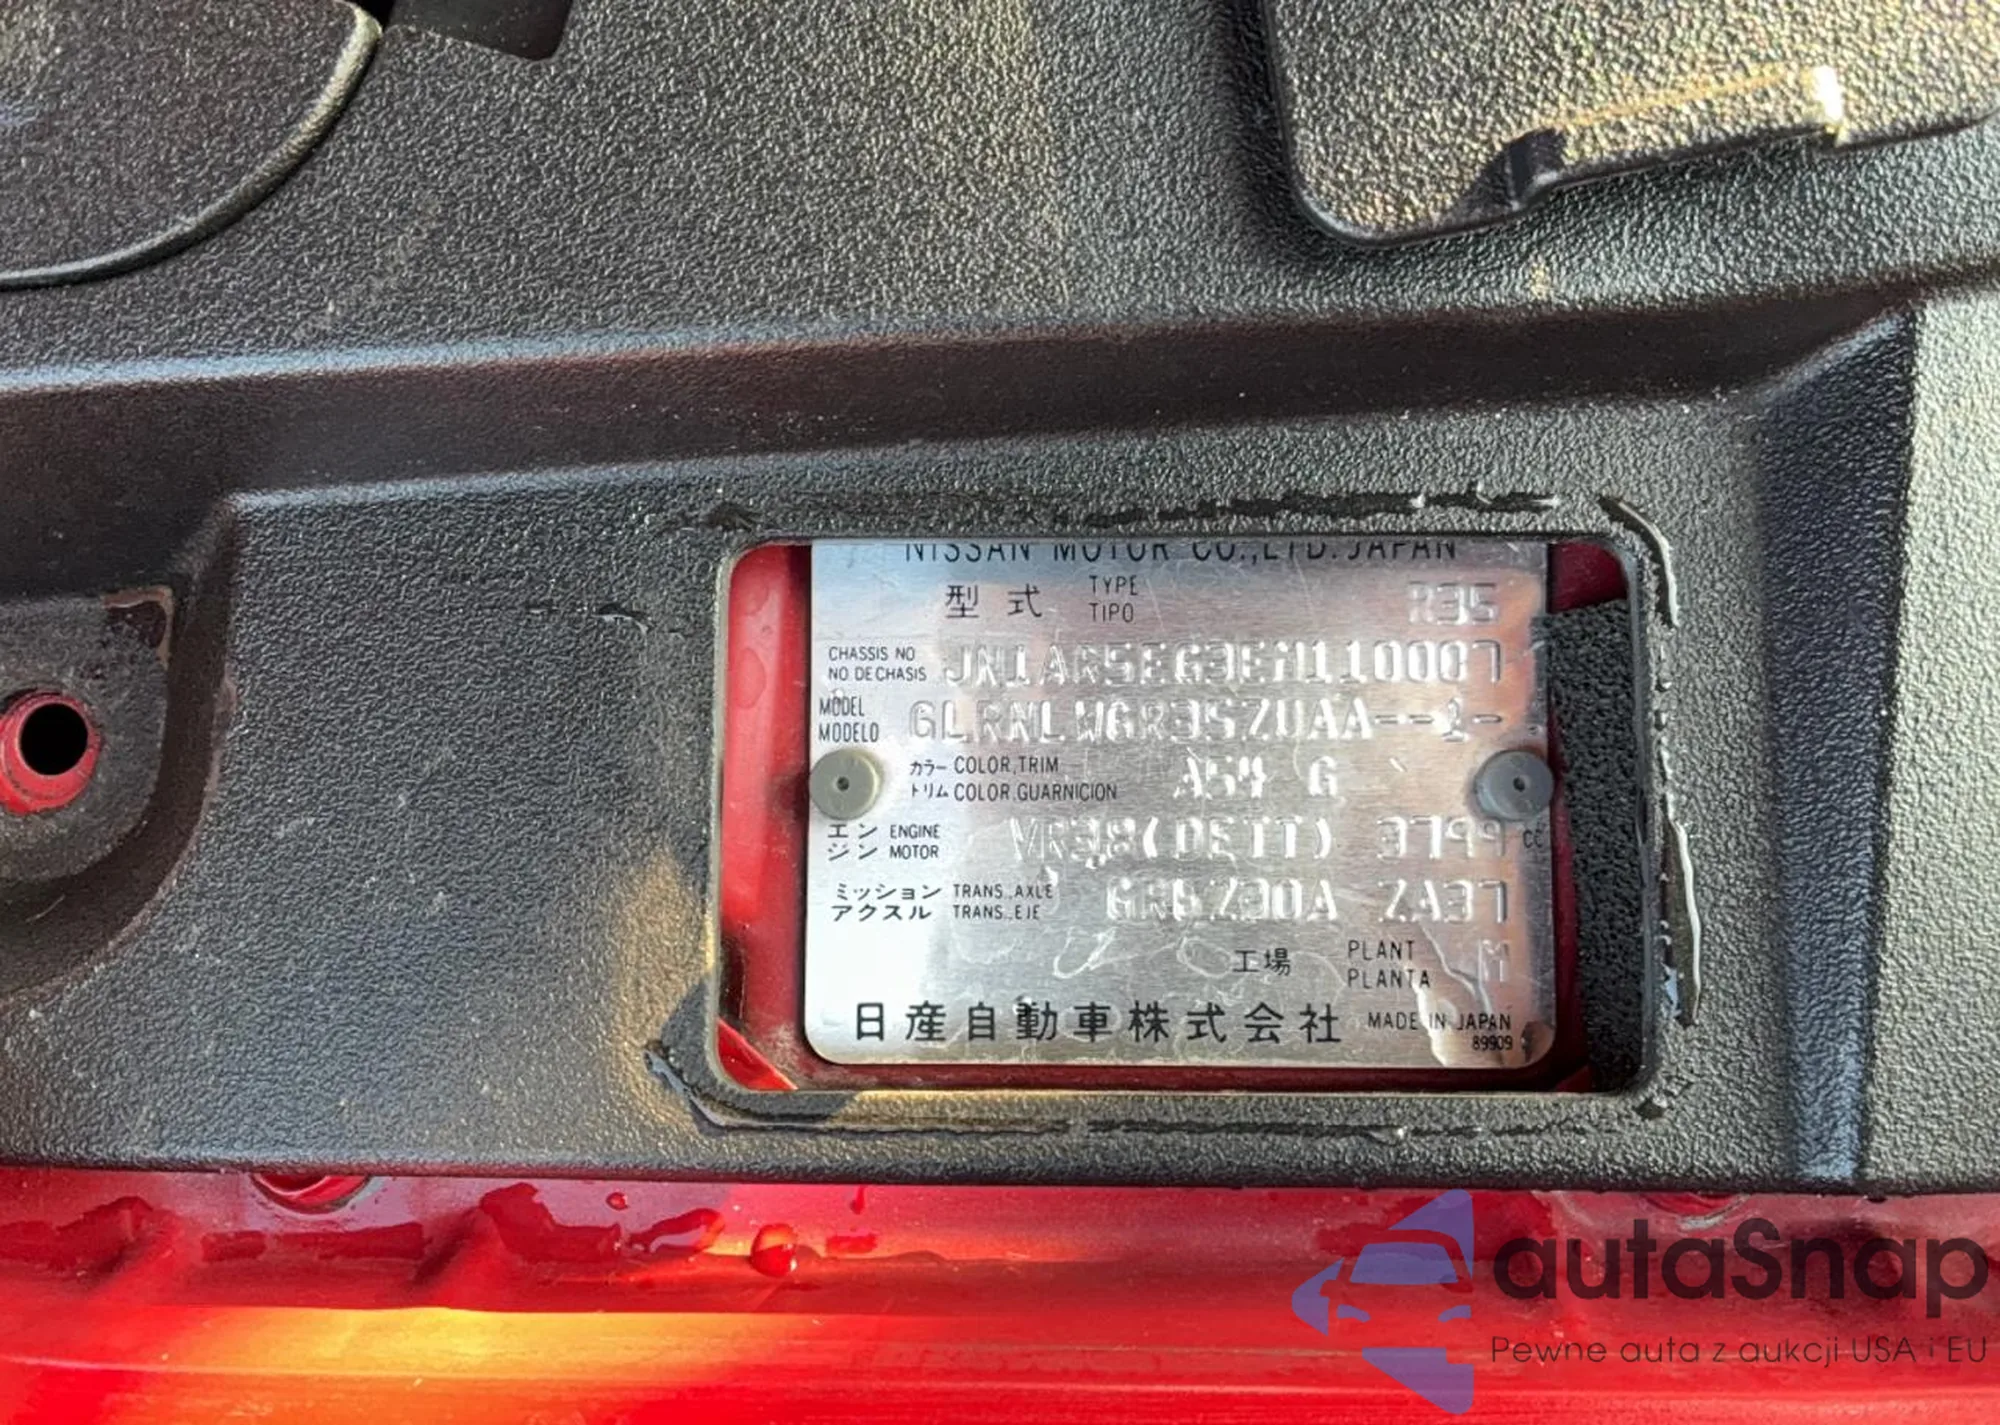 NISSAN MOTOR CO.,LTD.JAPAN
型式 TYPE TIPO R35
CHASSIS NO
NO DE CHASIS JN1AR5EG3EM110007
MODEL
MODELO GLRNLWGR35ZUAA--
カラー COLOR,TRIM
トリム COLOR.GUARNICION A54 G
エンジン ENGINE
MOTOR VR38(DETT) 3799 CC
ミッション TRANS.,AXLE
アクスル TRANS.,EJE GR6Z30A ZA37
工場 PLANT
PLANTA M
日産自動車株式会社 MADE IN JAPAN
89909
autaSnap
Pewne auta z aukcji USA i EU